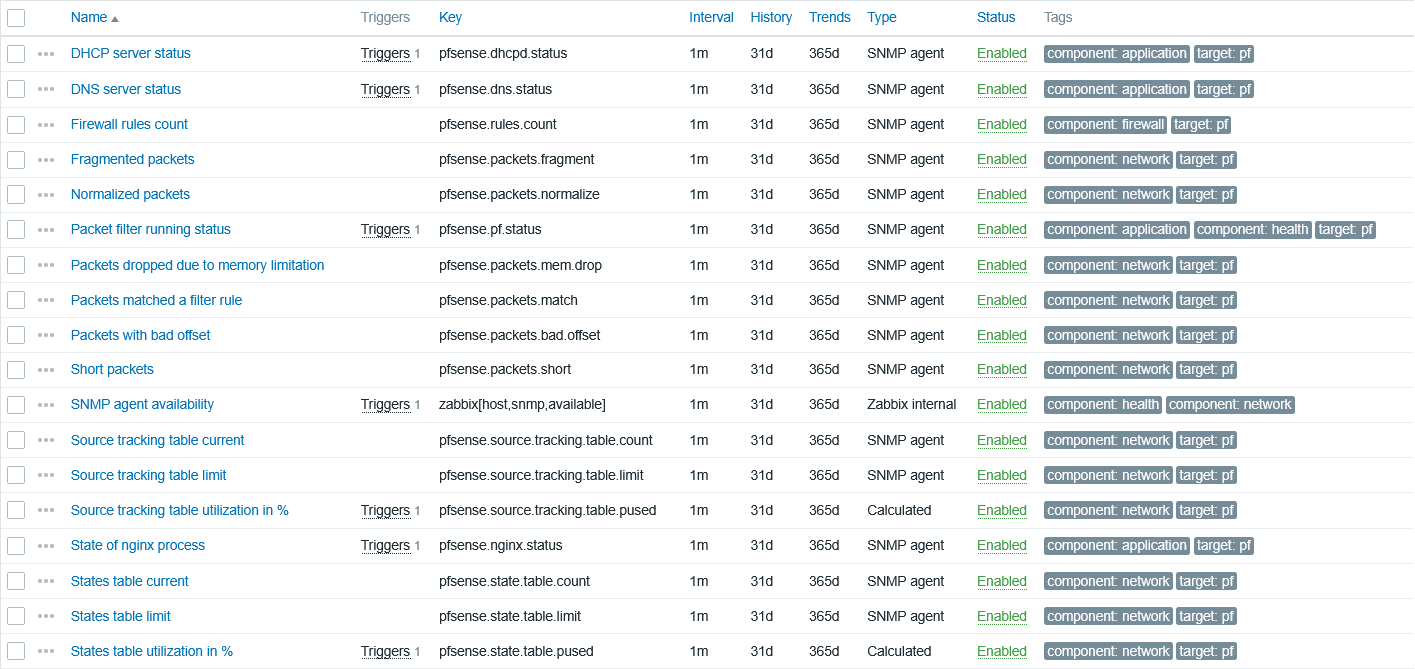 Name Triggers Key Interval History Trends Type Status Tags
DHCP server status Triggers 1 pfsense.dhcpd.status 1m 31d 365d SNMP agent Enabled component: application target: pf
DNS server status Triggers 1 pfsense.dns.status 1m 31d 365d SNMP agent Enabled component: application target: pf
Firewall rules count pfsense.rules.count 1m 31d 365d SNMP agent Enabled component: firewall target: pf
Fragmented packets pfsense.packets.fragment 1m 31d 365d SNMP agent Enabled component: network target: pf
Normalized packets pfsense.packets.normalize 1m 31d 365d SNMP agent Enabled component: network target: pf
Packet filter running status Triggers 1 pfsense.pf.status 1m 31d 365d SNMP agent Enabled component: application component: health target: pf
Packets dropped due to memory limitation pfsense.packets.mem.drop 1m 31d 365d SNMP agent Enabled component: network target: pf
Packets matched a filter rule pfsense.packets.match 1m 31d 365d SNMP agent Enabled component: network target: pf
Packets with bad offset pfsense.packets.bad.offset 1m 31d 365d SNMP agent Enabled component: network target: pf
Short packets pfsense.packets.short 1m 31d 365d SNMP agent Enabled component: network target: pf
SNMP agent availability Triggers 1 zabbix[host,snmp,available] 1m 31d 365d Zabbix internal Enabled component: health component: network
Source tracking table current pfsense.source.tracking.table.count 1m 31d 365d SNMP agent Enabled component: network target: pf
Source tracking table limit pfsense.source.tracking.table.limit 1m 31d 365d SNMP agent Enabled component: network target: pf
Source tracking table utilization in % Triggers 1 pfsense.source.tracking.table.pused 1m 31d 365d Calculated Enabled component: network target: pf
State of nginx process Triggers 1 pfsense.nginx.status 1m 31d 365d SNMP agent Enabled component: application target: pf
States table current pfsense.state.table.count 1m 31d 365d SNMP agent Enabled component: network target: pf
States table limit pfsense.state.table.limit 1m 31d 365d SNMP agent Enabled component: network target: pf
States table utilization in % Triggers 1 pfsense.state.table.pused 1m 31d 365d Calculated Enabled component: network target: pf